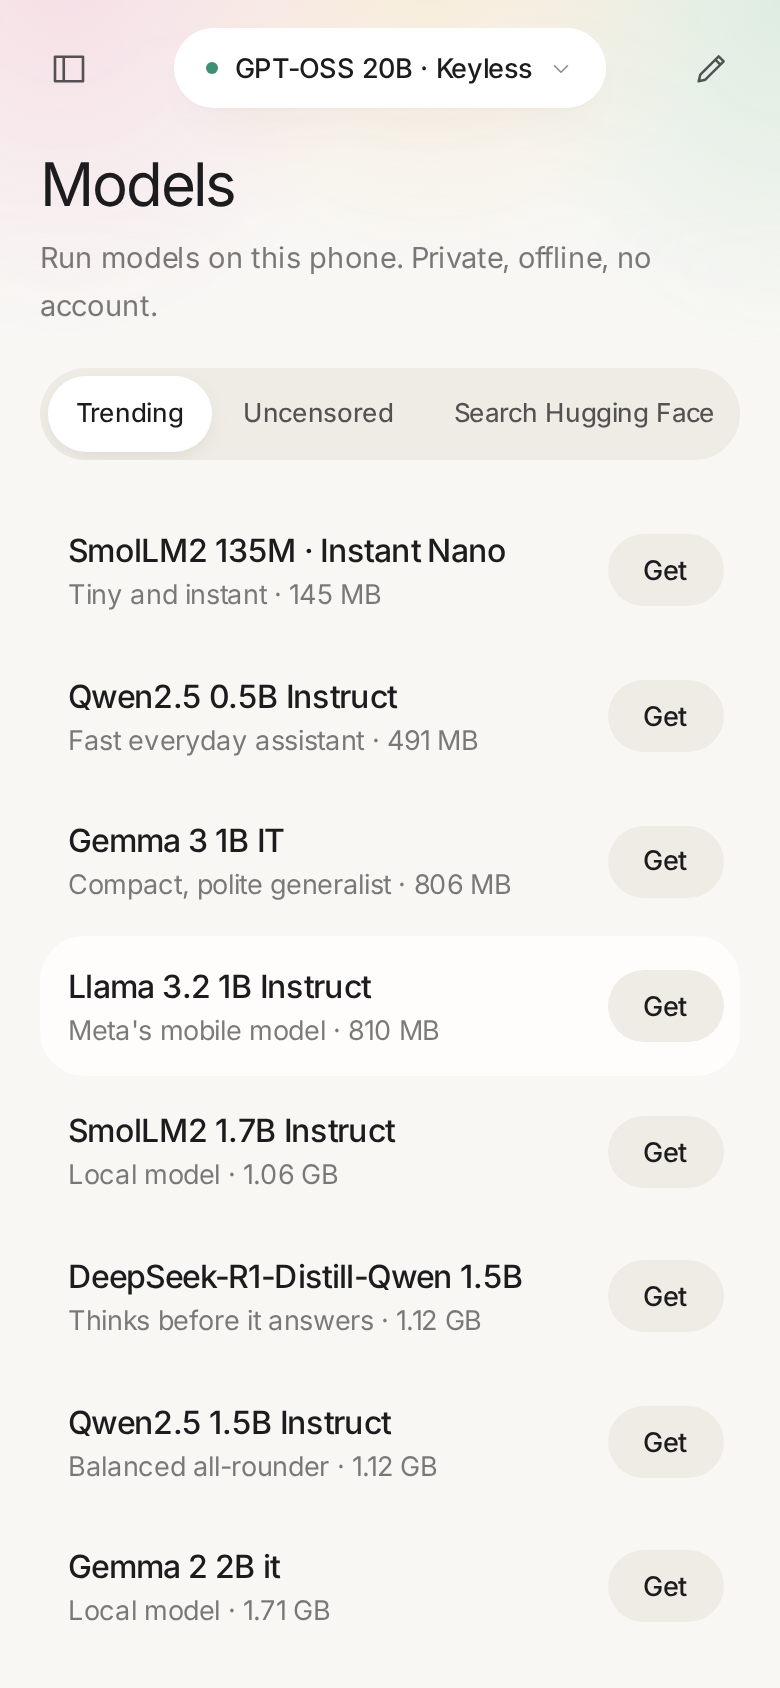 GPT-OSS 20B · Keyless
Models
Run models on this phone. Private, offline, no
account.
Trending
Uncensored
Search Hugging Face
SmolLM2 135M · Instant Nano
Tiny and instant · 145 MB
Get
Qwen2.5 0.5B Instruct
Fast everyday assistant · 491 MB
Get
Gemma 3 1B IT
Compact, polite generalist · 806 MB
Get
Llama 3.2 1B Instruct
Meta's mobile model · 810 MB
Get
SmolLM2 1.7B Instruct
Local model · 1.06 GB
Get
DeepSeek-R1-Distill-Qwen 1.5B
Thinks before it answers · 1.12 GB
Get
Qwen2.5 1.5B Instruct
Balanced all-rounder · 1.12 GB
Get
Gemma 2 2B it
Local model · 1.71 GB
Get